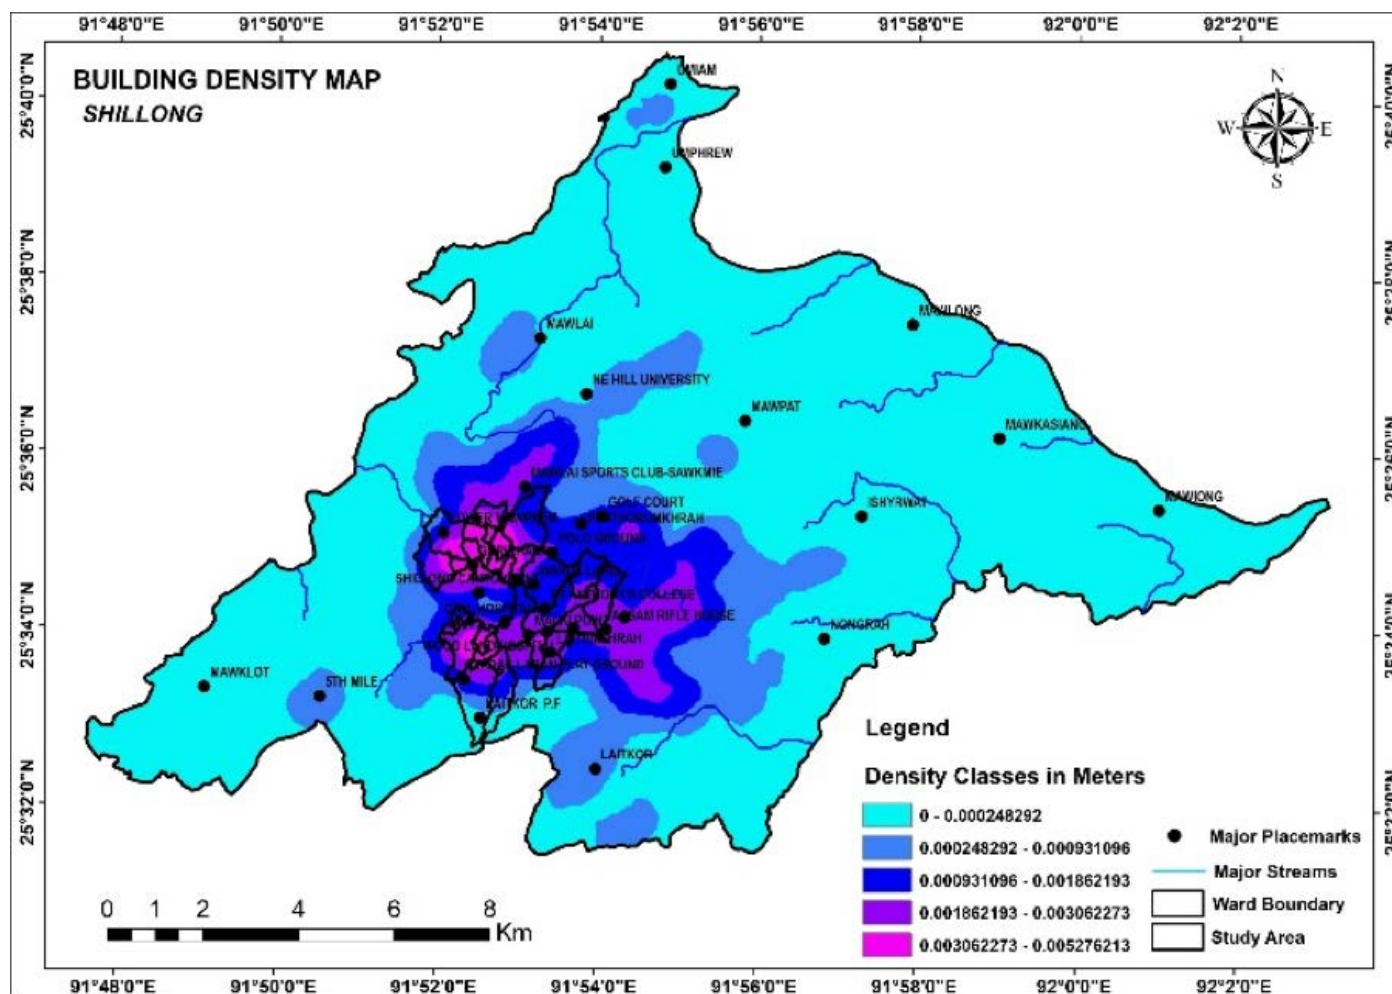 91°48'0"E 91°50'0"E 91°52'0"E 91°54'0"E 91°56'0"E 91°58'0"E 92°0'0"E 92°2'0"E
BUILDING DENSITY MAP
SHILLONG
N
W E
S
25°40'0"N
25°38'0"N
25°36'0"N
25°34'0"N
25°32'0"N
UMIAM
UMPHREW
MAWLAI
MAWLONG
NE HILL UNIVERSITY
MAWPAT
MAWKASIANG
MAWLAI SPORTS CLUB-SAWKMIE
GOLF COURT
ISHYRWAT
MAWJONG
POLO GROUND
COLLEGE
ASSAM RIFLE HOUSE
NONGRAH
GROUND
MAWKLOT
5TH MILE
LAITKOR P.F
LAITKOR
Legend
Density Classes in Meters
0 - 0.000248292
0.000248292 - 0.000931096
0.000931096 - 0.001862193
0.001862193 - 0.003062273
0.003062273 - 0.005276213
Major Placemarks
Major Streams
Ward Boundary
Study Area
0 1 2 4 6 8
Km
91°48'0"E 91°50'0"E 91°52'0"E 91°54'0"E 91°56'0"E 91°58'0"E 92°0'0"E 92°2'0"E